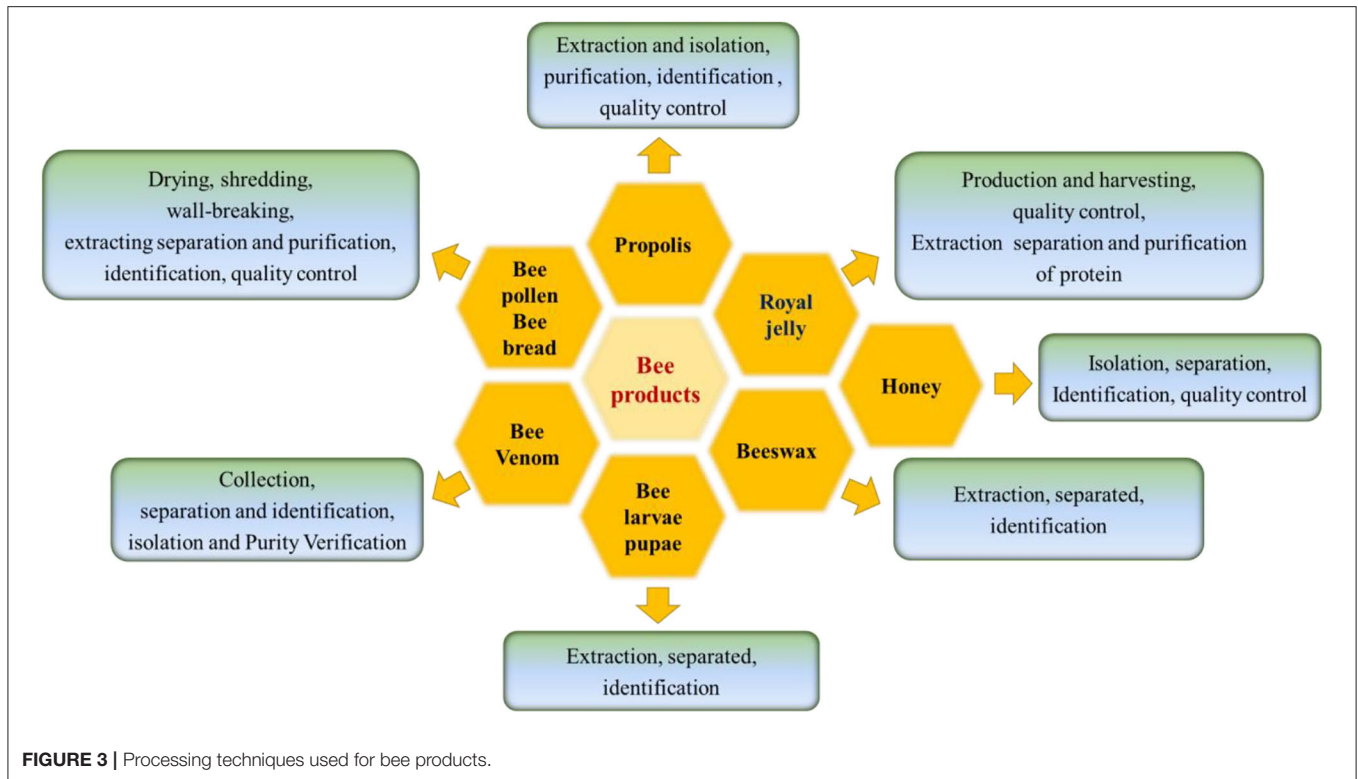 Extraction and isolation,
purification, identification ,
quality control
Drying, shredding,
wall-breaking,
extracting separation and purification,
identification, quality control
Production and harvesting,
quality control,
Extraction separation and purification
of protein
Propolis
Bee
pollen
Bee
bread
Royal
jelly
Bee
products
Honey
Isolation, separation,
Identification, quality control
Bee
Venom
Beeswax
Collection,
separation and identification,
isolation and Purity Verification
Bee
larvae
pupae
Extraction, separated,
identification
Extraction, separated,
identification
FIGURE 3 | Processing techniques used for bee products.